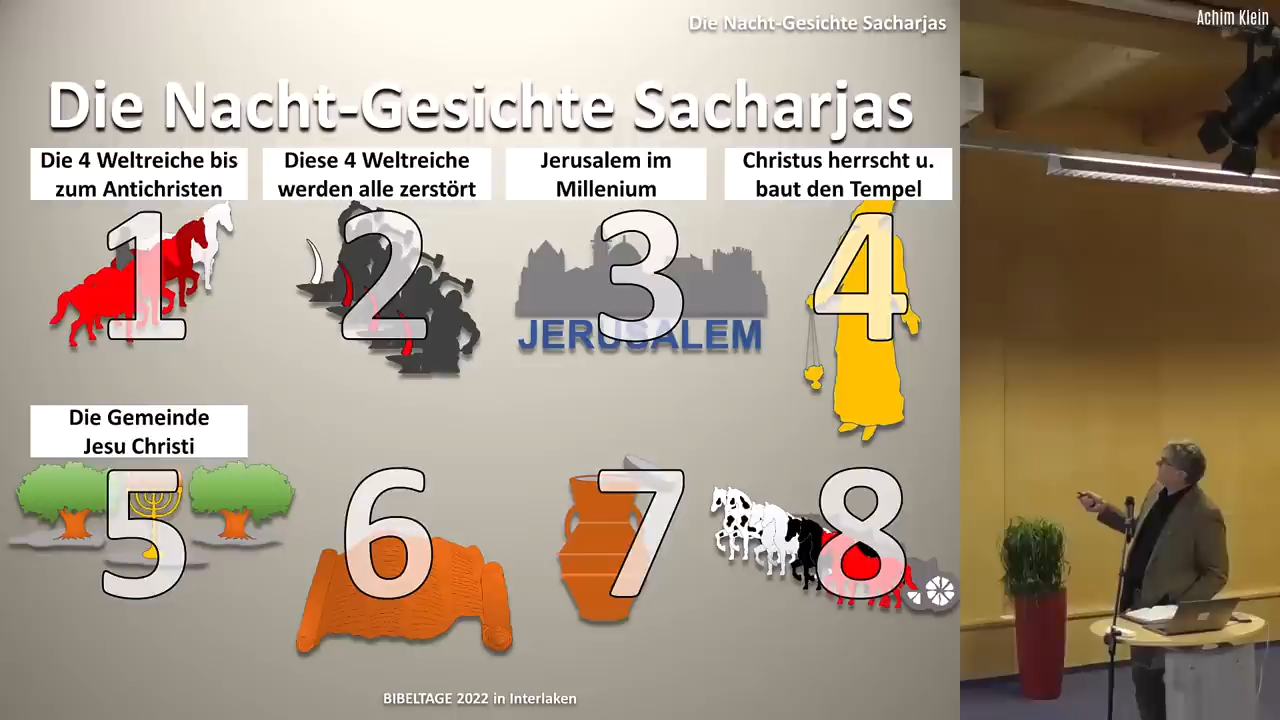 Die Nacht-Gesichte Sacharjas
Achim Klein
Die Nacht-Gesichte Sacharjas
Die 4 Weltreiche bis
zum Antichristen
Diese 4 Weltreiche
werden alle zerstört
Jerusalem im
Millenium
Christus herrscht u.
baut den Tempel
1
2
3
4
JERUSALEM
Die Gemeinde
Jesu Christi
5
6
7
8
BIBELTAGE 2022 in Interlaken